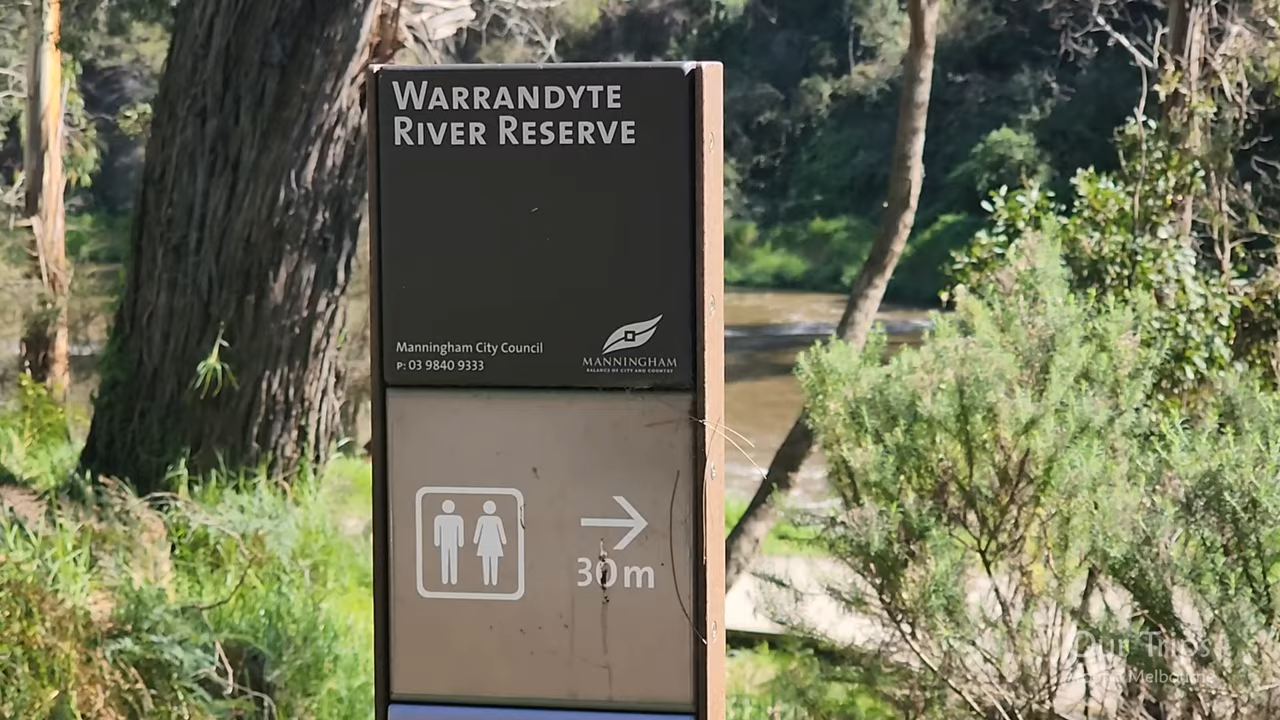 WARRANDYTE
RIVER RESERVE
Manningham City Council
P: 03 9840 9333
MANNINGHAM
BALANCE OF CITY AND COUNTRY
30m
Our Trips
Melbourne